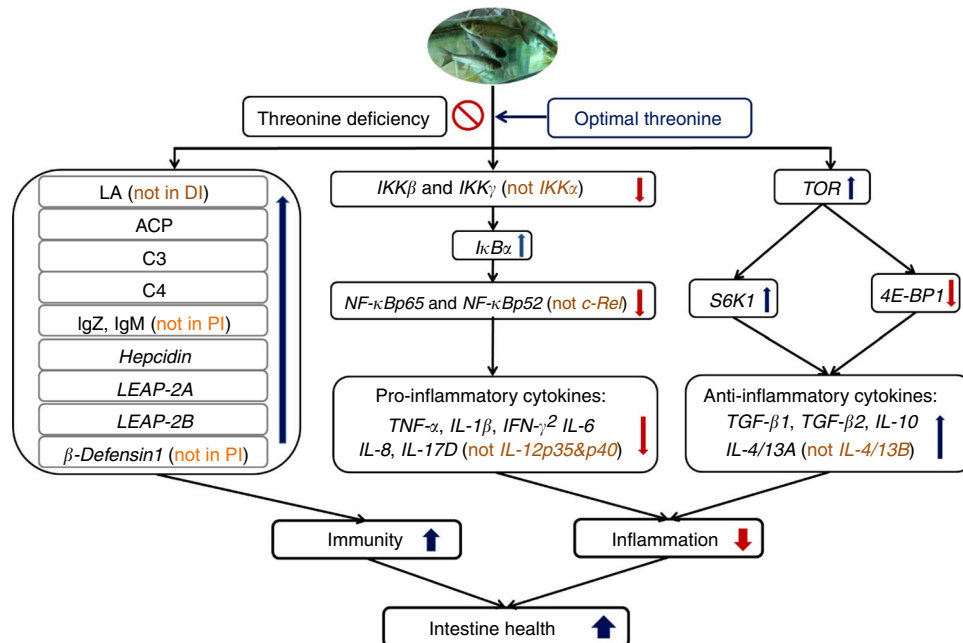 Threonine deficiency
Optimal threonine
LA (not in DI)
ACP
C3
C4
IgZ, IgM (not in PI)
Hepcidin
LEAP-2A
LEAP-2B
β-Defensin1 (not in PI)
IKKβ and IKKγ (not IKKα)
IκBα
NF-κBp65 and NF-κBp52 (not c-Rel)
Pro-inflammatory cytokines:
TNF-α, IL-1β, IFN-γ² IL-6
IL-8, IL-17D (not IL-12p35&p40)
TOR
S6K1
4E-BP1
Anti-inflammatory cytokines:
TGF-β1, TGF-β2, IL-10
IL-4/13A (not IL-4/13B)
Immunity
Inflammation
Intestine health